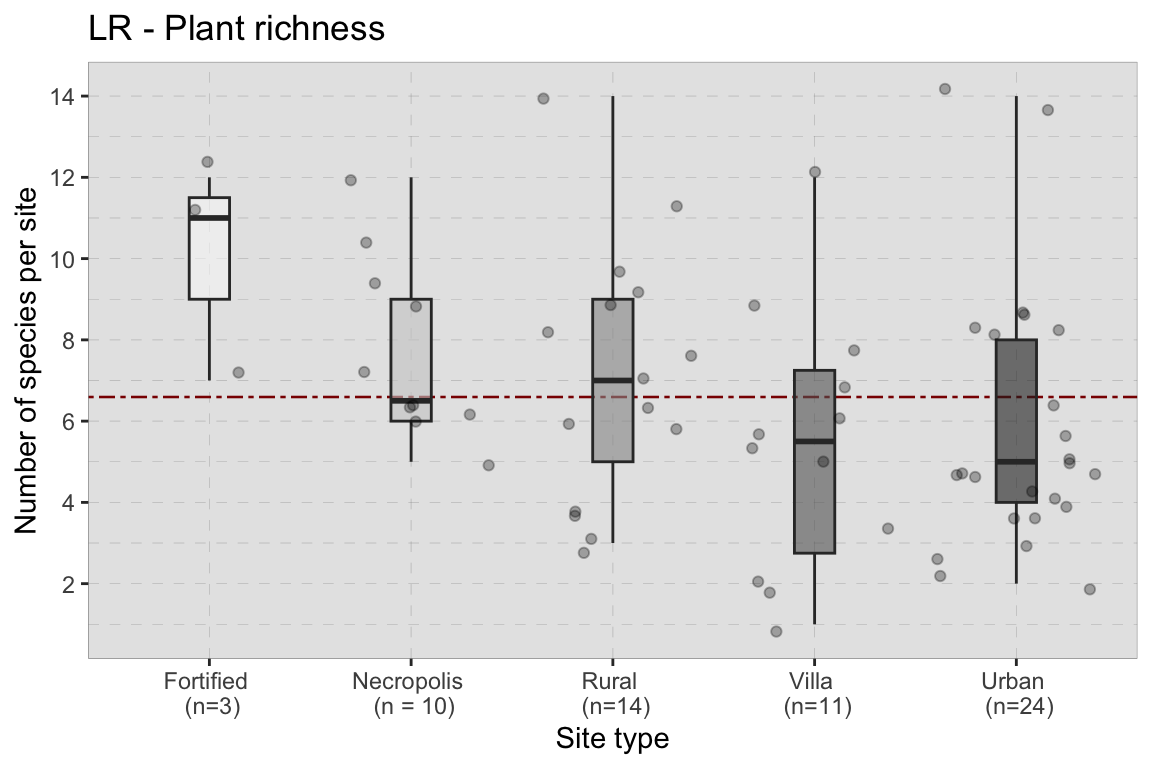 LR - Plant richness
Number of species per site
14
12
10
8
6
4
2
Fortified
(n=3)
Necropolis
(n = 10)
Rural
(n=14)
Villa
(n=11)
Urban
(n=24)
Site type